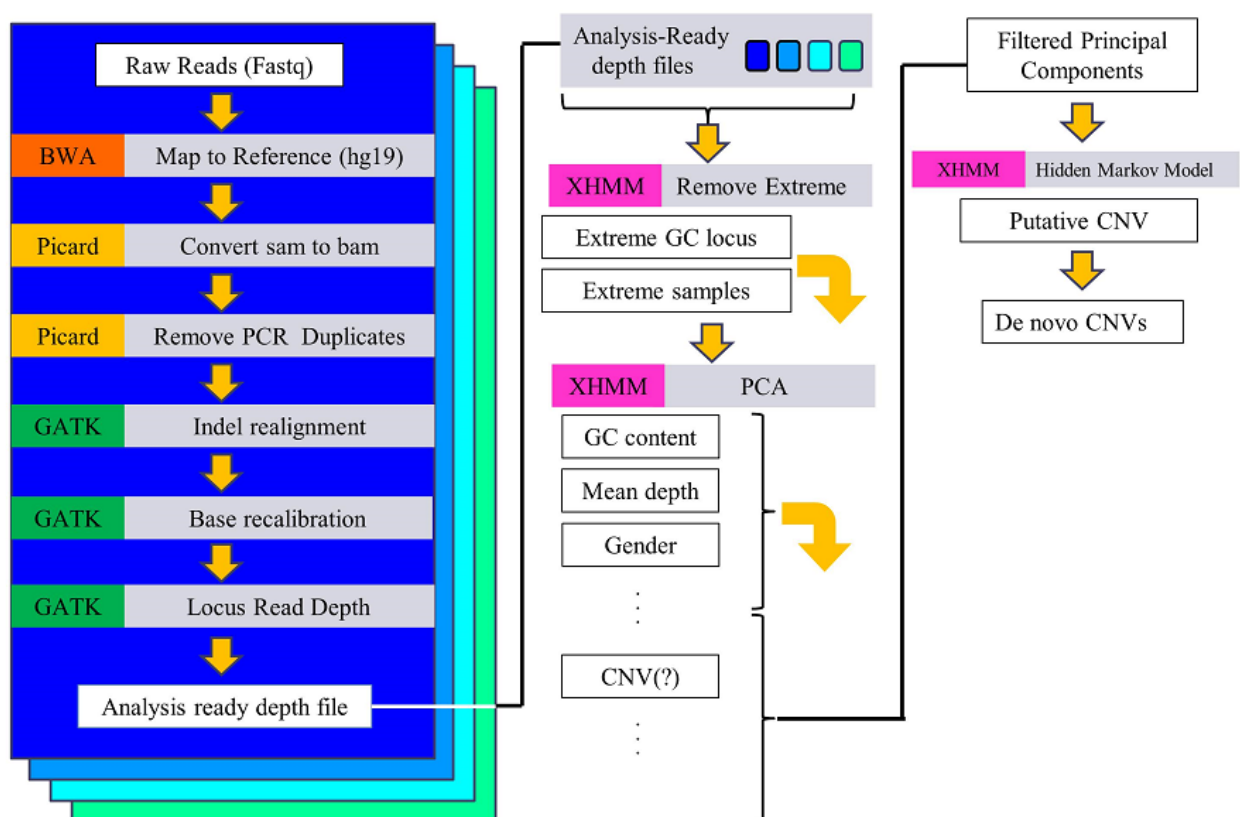 Raw Reads (Fastq)
BWA Map to Reference (hg19)
Picard Convert sam to bam
Picard Remove PCR Duplicates
GATK Indel realignment
GATK Base recalibration
GATK Locus Read Depth
Analysis ready depth file
Analysis-Ready
depth files
XHMM Remove Extreme
Extreme GC locus
Extreme samples
XHMM PCA
GC content
Mean depth
Gender
CNV(?)
Filtered Principal
Components
XHMM Hidden Markov Model
Putative CNV
De novo CNVs